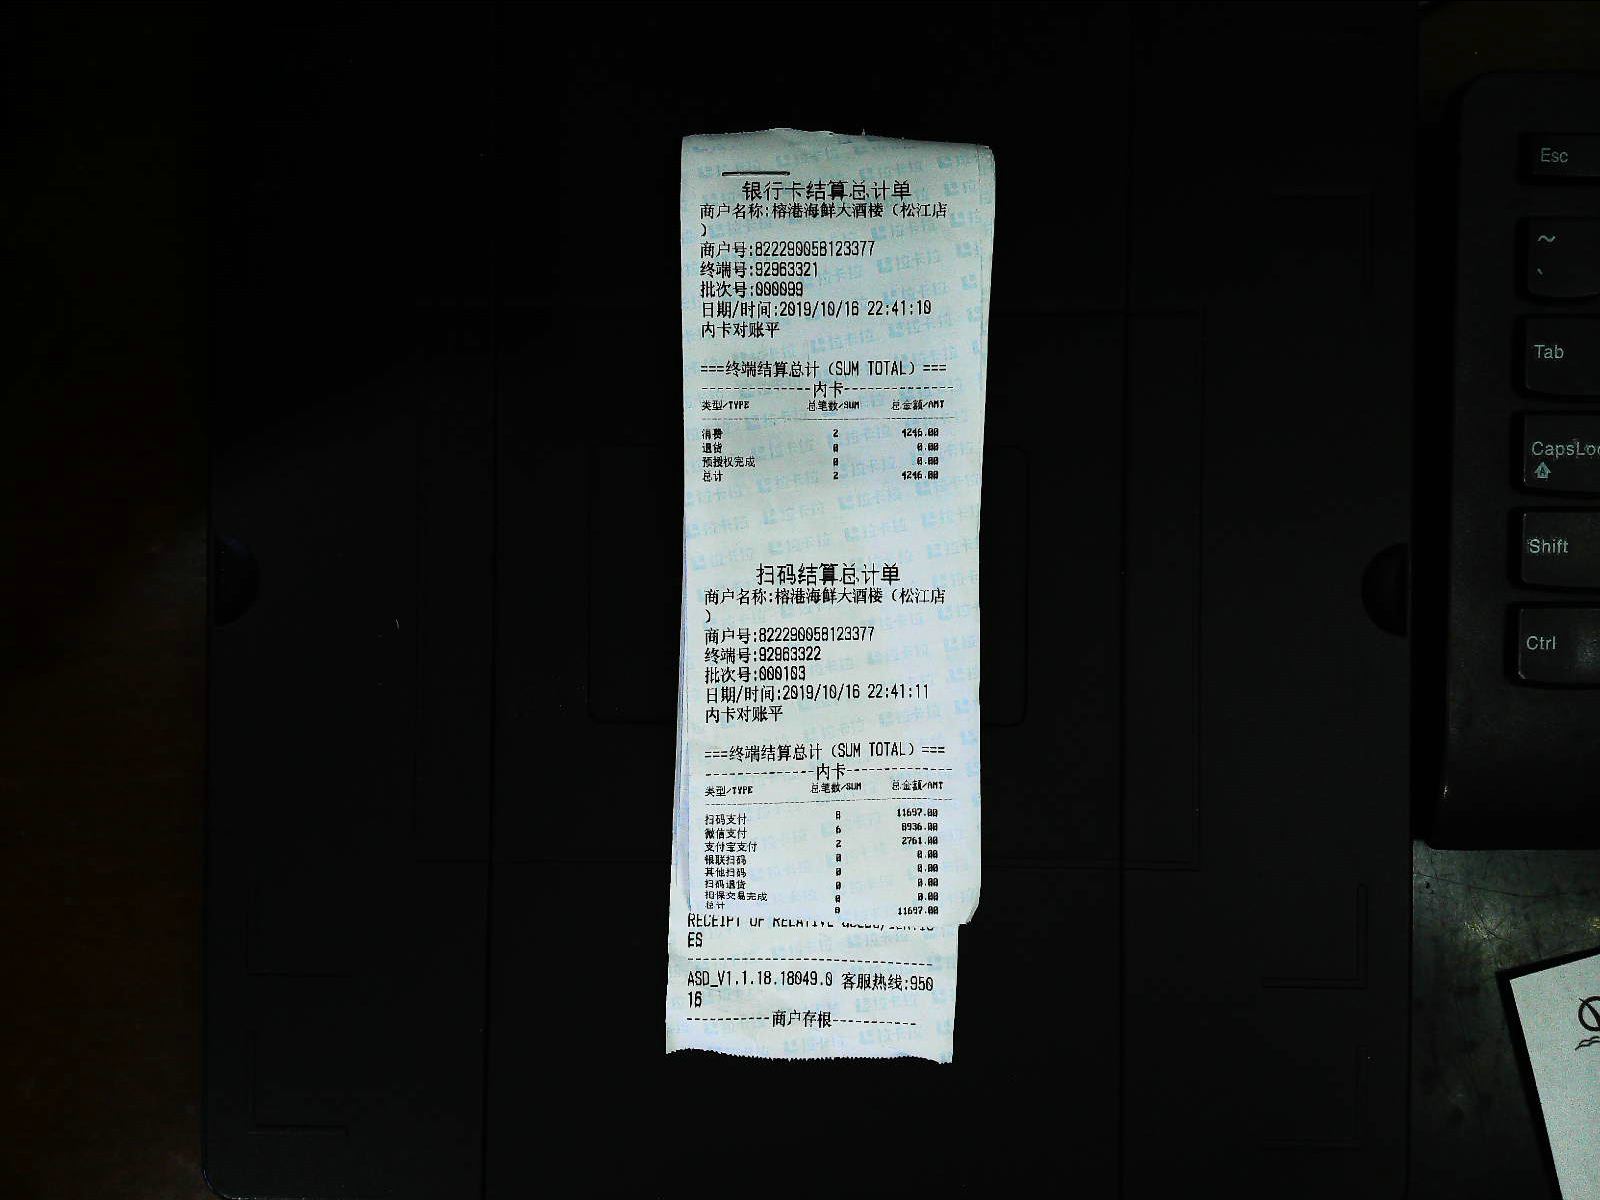 银行卡结算总计单
商户名称:榕港海鲜大酒楼（松江店
）
商户号:822290058123377
终端号:92963321
批次号:000099
日期/时间:2019/10/16 22:41:10
内卡对账平
===终端结算总计（SUM TOTAL）===
---------------内卡---------------
类型/TYPE 总笔数/SUM 总金额/AMT
消费 2 4246.00
退货 0 0.00
预授权完成 0 0.00
总计 2 4246.00
扫码结算总计单
商户名称:榕港海鲜大酒楼（松江店
）
商户号:822290058123377
终端号:92963322
批次号:000103
日期/时间:2019/10/16 22:41:11
内卡对账平
===终端结算总计（SUM TOTAL）===
---------------内卡---------------
类型/TYPE 总笔数/SUM 总金额/AMT
扫码支付 8 11697.00
微信支付 6 8936.00
支付宝支付 2 2761.00
银联扫码 0 0.00
其他扫码 0 0.00
扫码退货 0 0.00
担保交易完成 0 0.00
总计 8 11697.00
RECEIPT OF RELATIVE
ES
ASD_V1.1.18.18049.0 客服热线:950
16
-----------商户存根-----------
拉卡拉
Esc
~
Tab
CapsLoc
Shift
Ctrl